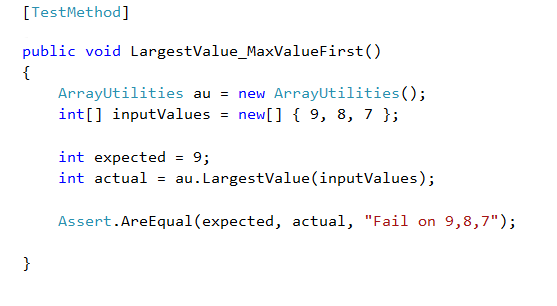 [TestMethod]
public void LargestValue_MaxValueFirst()
{
    ArrayUtilities au = new ArrayUtilities();
    int[] inputValues = new[] { 9, 8, 7 };
    int expected = 9;
    int actual = au.LargestValue(inputValues);
    Assert.AreEqual(expected, actual, "Fail on 9,8,7");
}